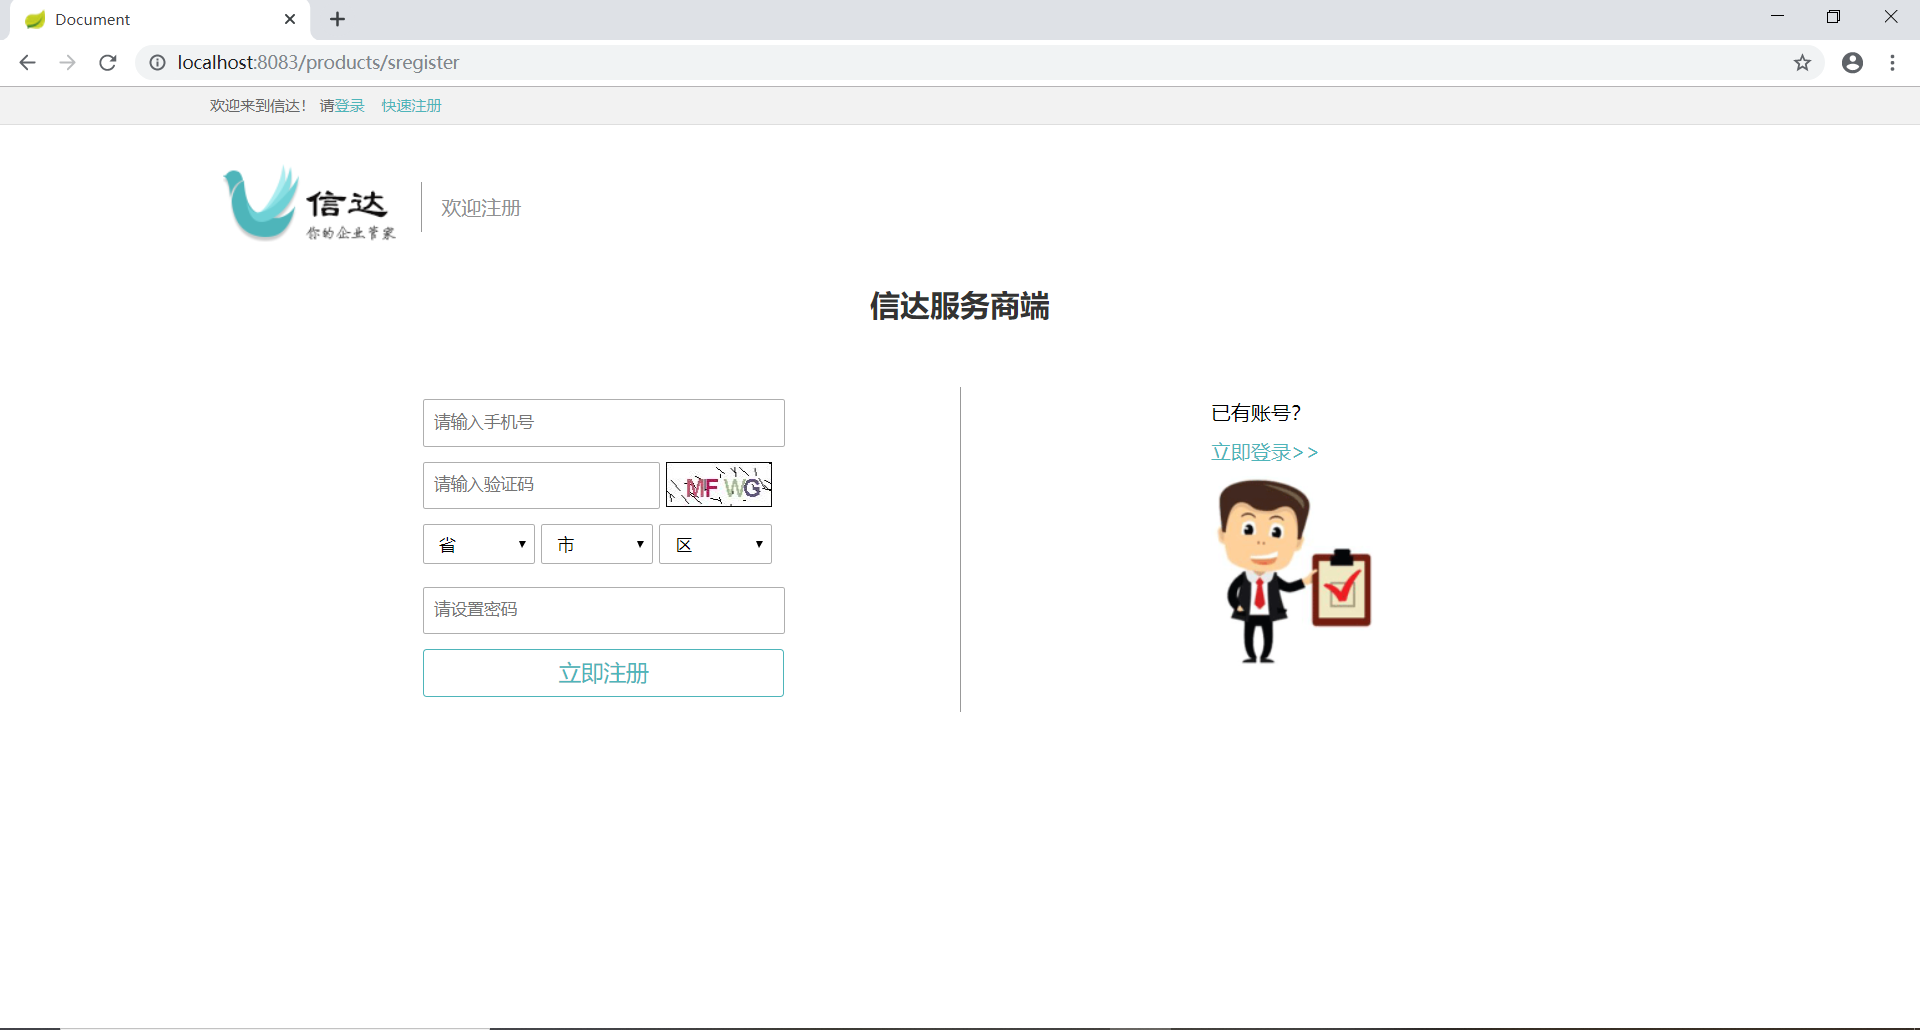 Document
localhost:8083/products/sregister
欢迎来到信达! 请登录 快速注册
信达
你的企业管家
欢迎注册
信达服务商端
请输入手机号
请输入验证码
MFWG
省 市 区
请设置密码
立即注册
已有账号?
立即登录>>